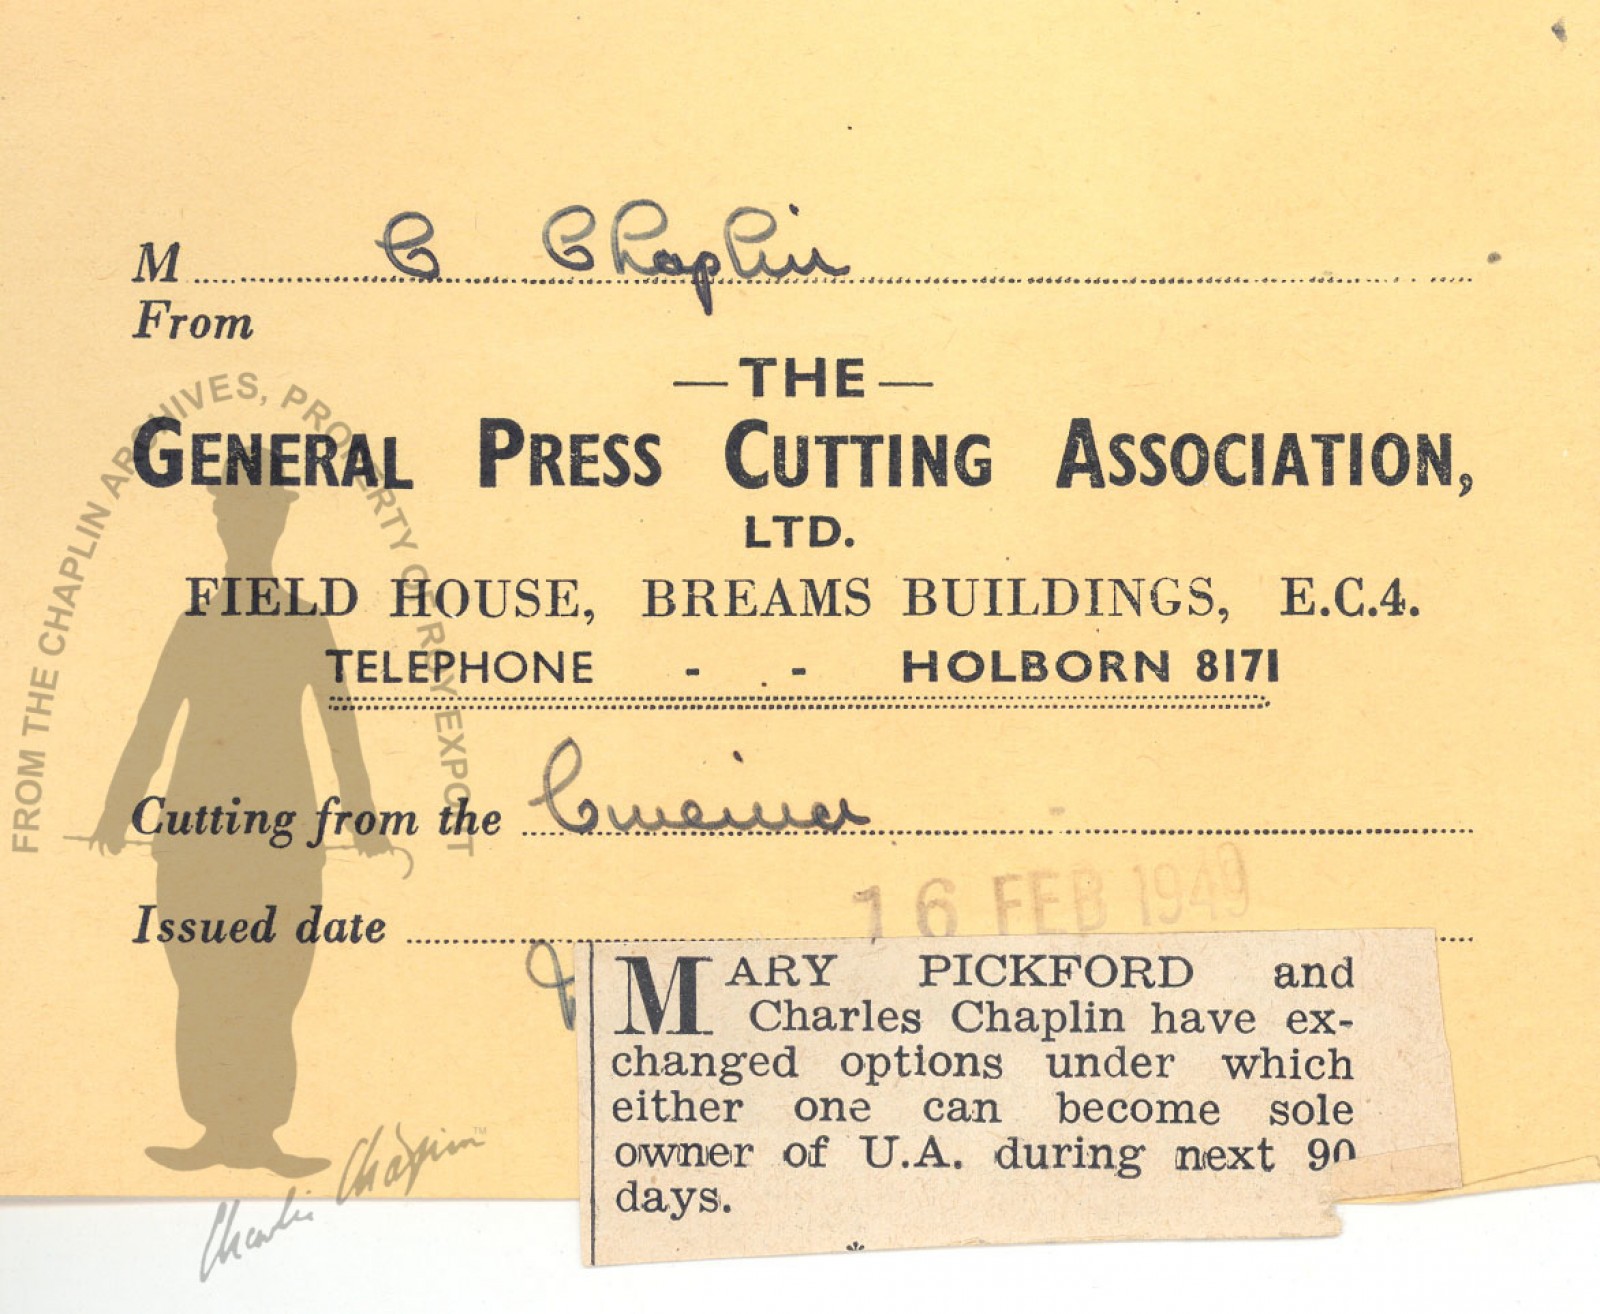 M C Chaplin
From
— THE —
GENERAL PRESS CUTTING ASSOCIATION,
LTD.
FIELD HOUSE, BREAMS BUILDINGS, E.C.4.
TELEPHONE - - HOLBORN 8171
Cutting from the Cinema
Issued date 16 FEB 1949
MARY PICKFORD and
Charles Chaplin have ex-
changed options under which
either one can become sole
owner of U.A. during next 90
days.
FROM THE CHAPLIN ARCHIVES, PROPERTY OF ROY EXPORT
Charlie Chaplin™